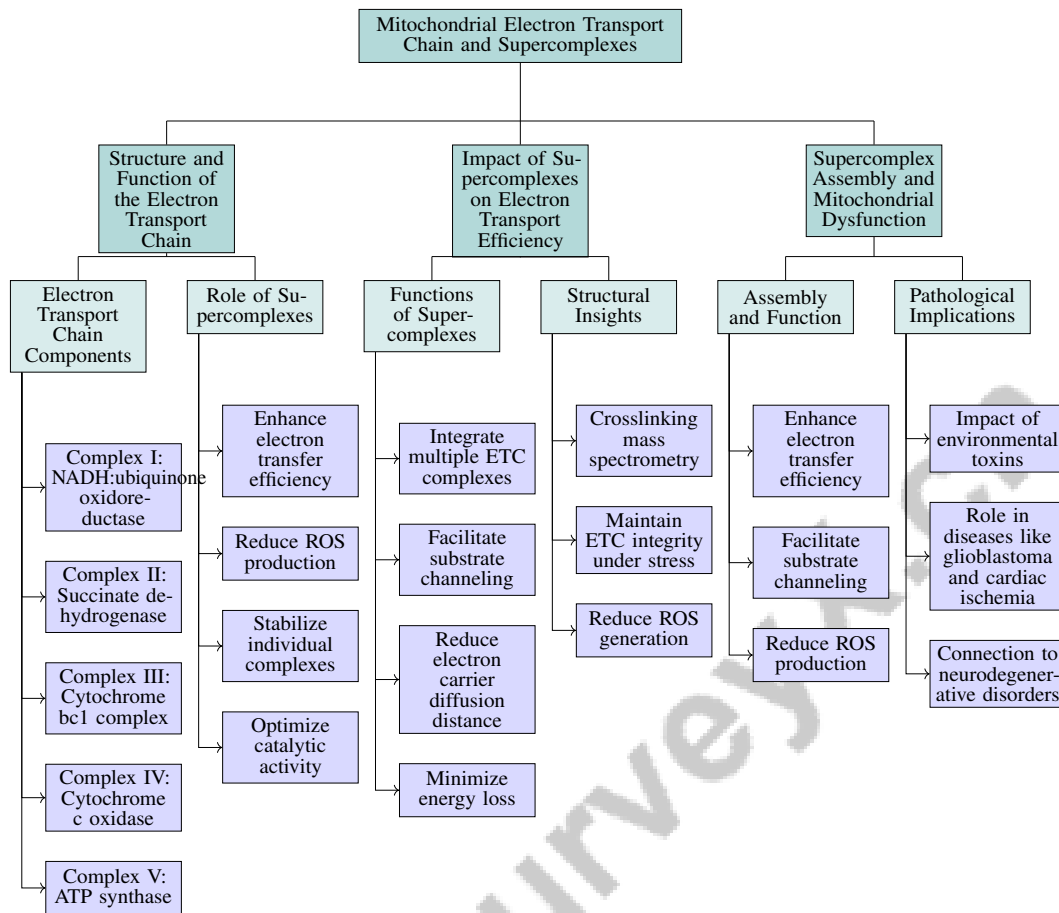 Mitochondrial Electron Transport
Chain and Supercomplexes
Structure and
Function of
the Electron
Transport
Chain
Impact of Su-
percomplexes
on Electron
Transport
Efficiency
Supercomplex
Assembly and
Mitochondrial
Dysfunction
Electron
Transport
Chain
Components
Role of Su-
percomplexes
Functions
of Super-
complexes
Structural
Insights
Assembly
and Function
Pathological
Implications
Complex I:
NADH:ubiquinone
oxidore-
ductase
Complex II:
Succinate de-
hydrogenase
Complex III:
Cytochrome
bc1 complex
Complex IV:
Cytochrome
c oxidase
Complex V:
ATP synthase
Enhance
electron
transfer
efficiency
Reduce ROS
production
Stabilize
individual
complexes
Optimize
catalytic
activity
Integrate
multiple ETC
complexes
Facilitate
substrate
channeling
Reduce
electron
carrier
diffusion
distance
Minimize
energy loss
Crosslinking
mass
spectrometry
Maintain
ETC integrity
under stress
Reduce ROS
generation
Enhance
electron
transfer
efficiency
Facilitate
substrate
channeling
Reduce ROS
production
Impact of
environmental
toxins
Role in
diseases like
glioblastoma
and cardiac
ischemia
Connection to
neurodegener-
ative disorders